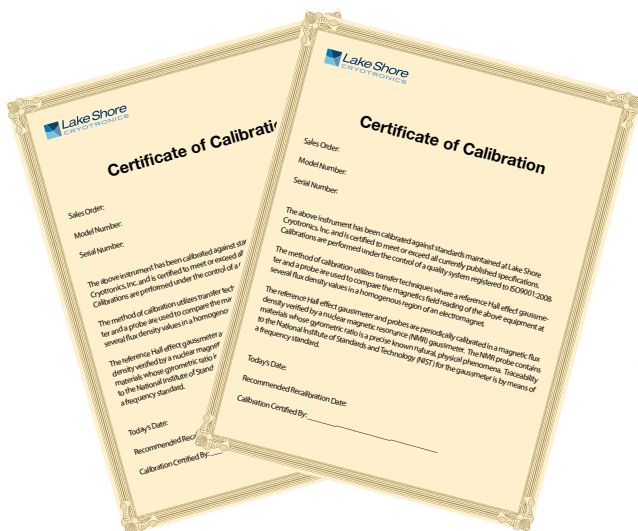 Lake Shore
CRYOTRONICS
Certificate of Calibratio
Sales Order:
Model Number:
Serial Number:
The above instrument has been calibrated against
Cryotronics, Inc. and is certified to meet or exceed all
Calibrations are performed under the control of a
The method of calibration utilizes transfer
ter and a probe are used to compare the
several flux density values in a
The reference Hall effect gaussmeter
density verified by a nuclear
materials whose gyrometric ratio
to the National Institute of
a frequency standard.
Today's Date:
Recommended
Calibration Certified By:
Lake Shore
CRYOTRONICS
Certificate of Calibration
Sales Order:
Model Number:
Serial Number:
The above instrument has been calibrated against standards maintained at Lake Shore
Cryotronics, Inc. and is certified to meet or exceed all currently published specifications.
Calibrations are performed under the control of a quality system registered to ISO9001:2008.
The method of calibration utilizes transfer techniques where a reference Hall effect gaussme-
ter and a probe are used to compare the magnetics field reading of the above equipment at
several flux density values in a homogenous region of an electromagnet.
The reference Hall effect gaussmeter and probes are periodically calibrated in a magnetic flux
density verified by a nuclear magnetic resonance (NMR) gaussmeter. The NMR probe contains
materials whose gyrometric ratio is a precise known natural, physical phenomena. Traceability
to the National Institute of Standards and Technology (NIST) for the gaussmeter is by means of
a frequency standard.
Today's Date:
Recommended Recalibration Date:
Calibration Certified By: